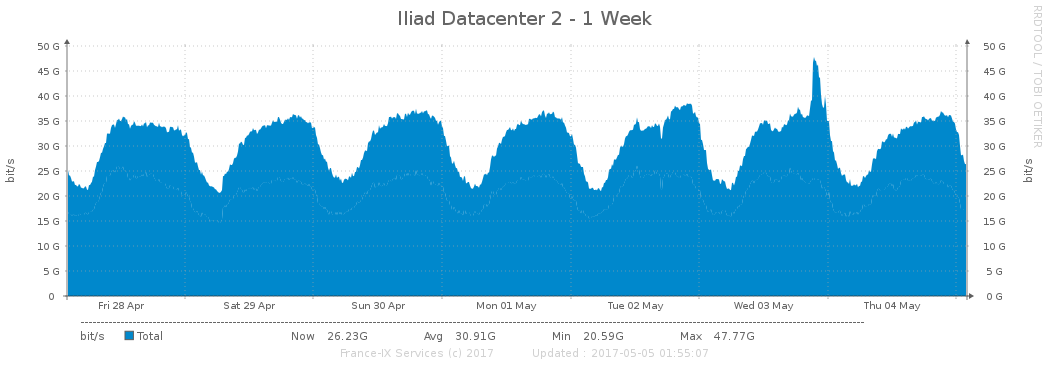 Iliad Datacenter 2 - 1 Week
RRDTOOL / TOBI OETIKER
50 G 50 G
45 G 45 G
40 G 40 G
35 G 35 G
30 G 30 G
25 G 25 G
20 G 20 G
15 G 15 G
10 G 10 G
5 G 5 G
0 0 G
bit/s bit/s
Fri 28 Apr Sat 29 Apr Sun 30 Apr Mon 01 May Tue 02 May Wed 03 May Thu 04 May
bit/s Total Now 26.23G Avg 30.91G Min 20.59G Max 47.77G
France-IX Services (c) 2017 Updated : 2017-05-05 01:55:07